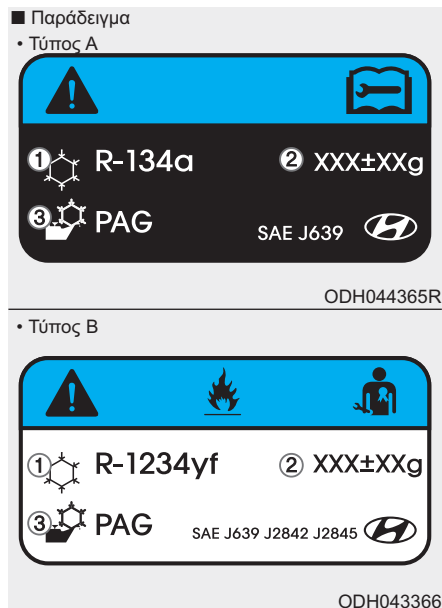 ■ Παράδειγμα
• Τύπος A
① R-134a ② XXX±XXg
③ PAG SAE J639
ODH044365R
• Τύπος B
① R-1234yf ② XXX±XXg
③ PAG SAE J639 J2842 J2845
ODH043366